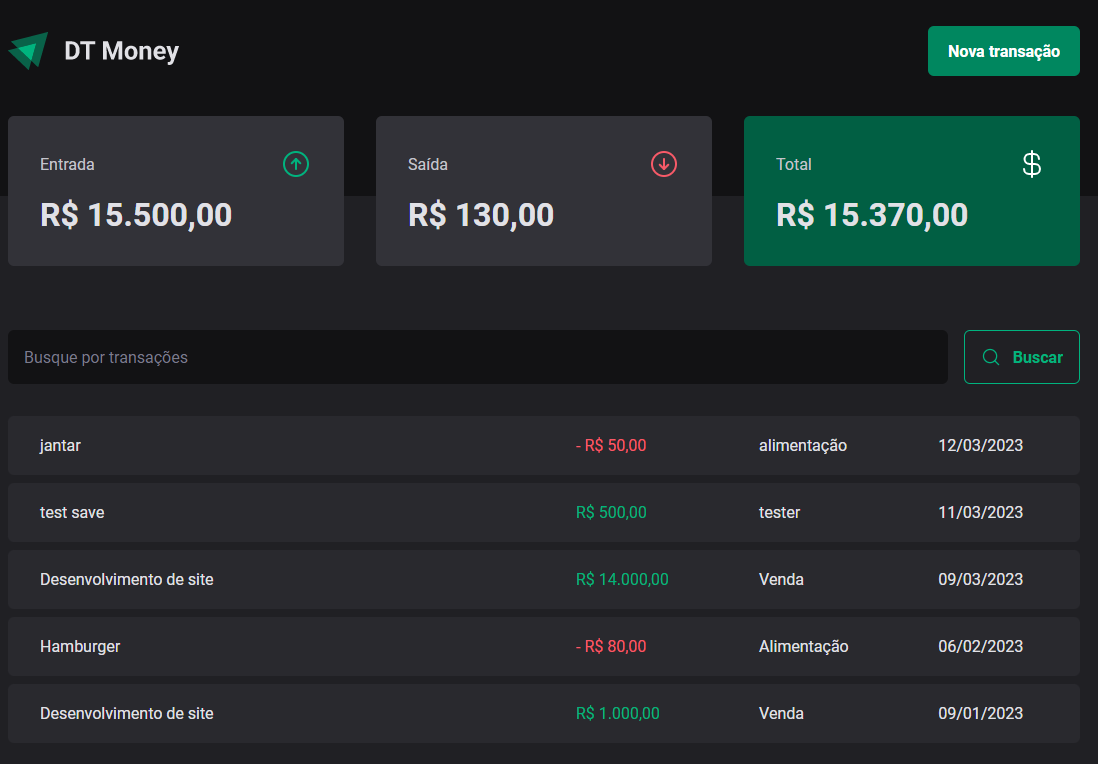 DT Money
Nova transação
Entrada
Saída
Total
$
R$ 15.500,00
R$ 130,00
R$ 15.370,00
Busque por transações
Buscar
jantar - R$ 50,00 alimentação 12/03/2023
test save R$ 500,00 tester 11/03/2023
Desenvolvimento de site R$ 14.000,00 Venda 09/03/2023
Hamburger - R$ 80,00 Alimentação 06/02/2023
Desenvolvimento de site R$ 1.000,00 Venda 09/01/2023